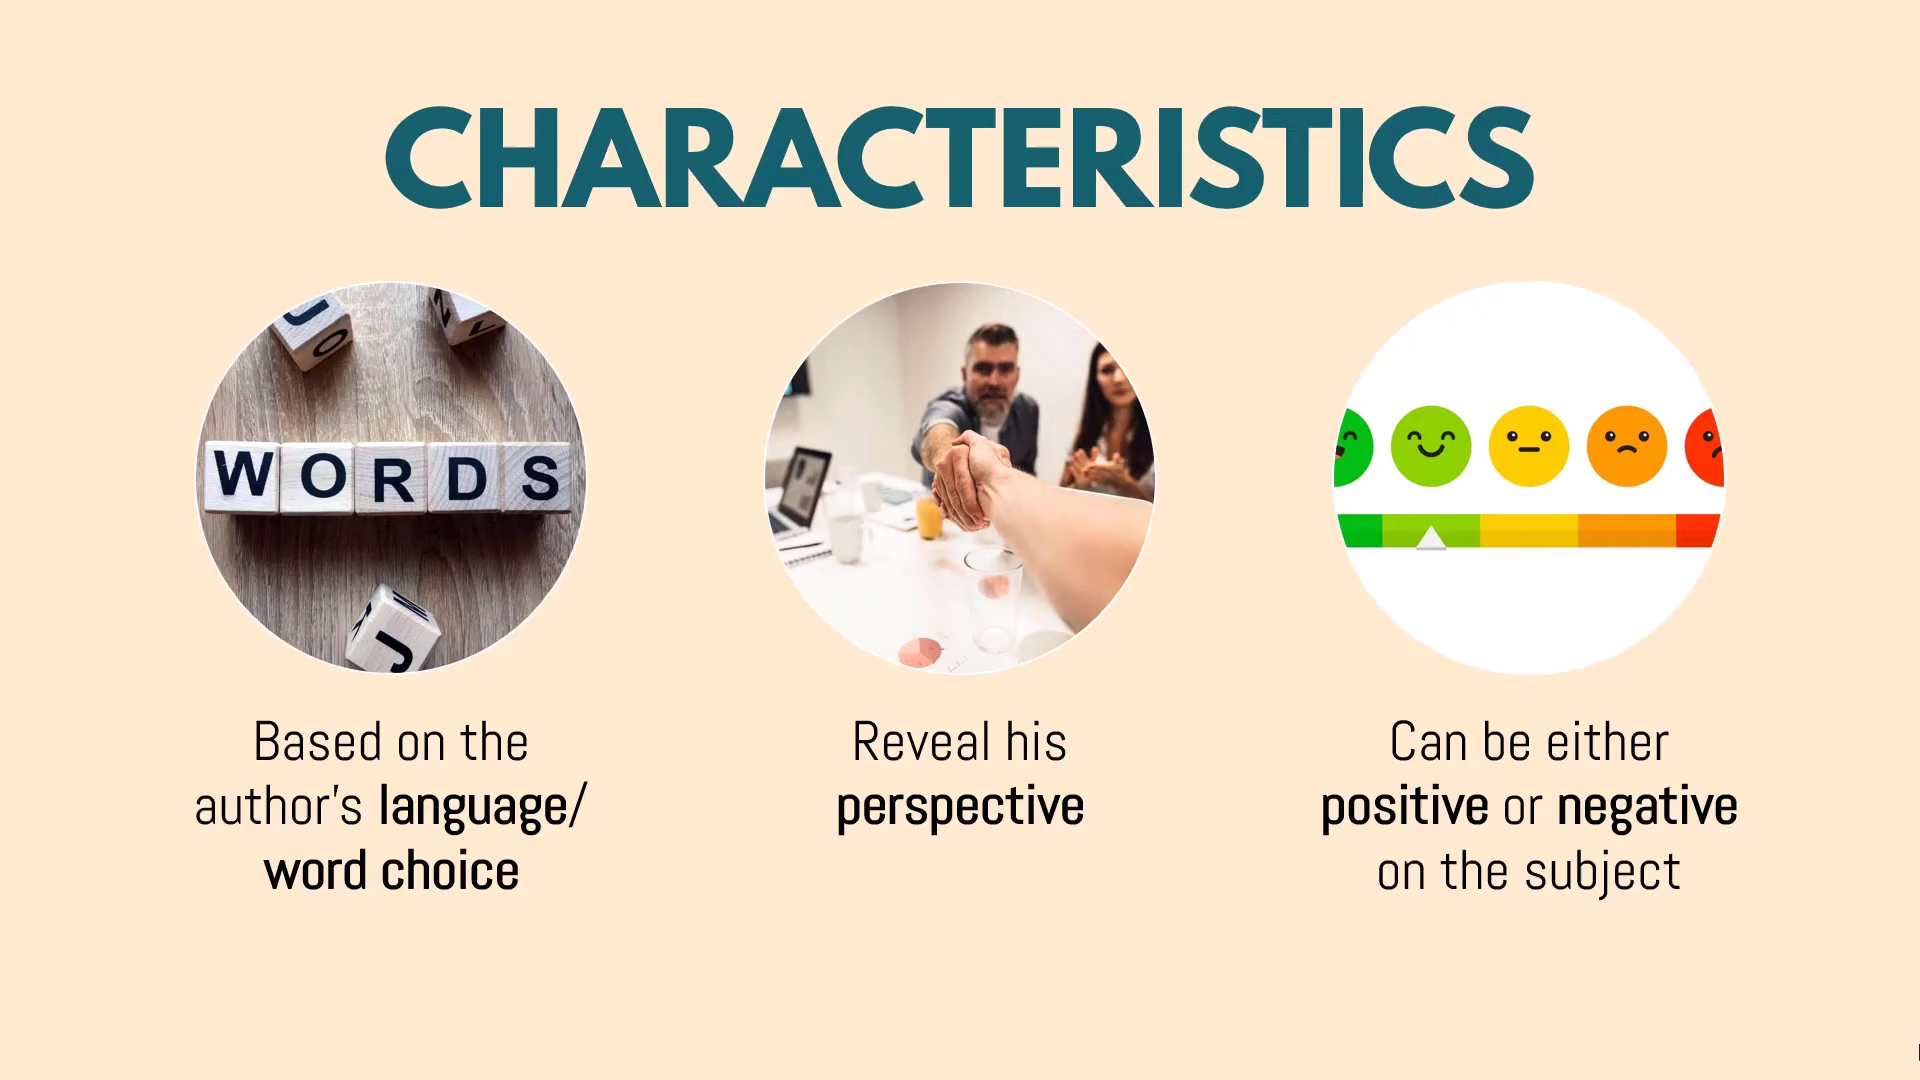 CHARACTERISTICS
WORDS
Based on the
author's language/
word choice
Reveal his
perspective
Can be either
positive or negative
on the subject